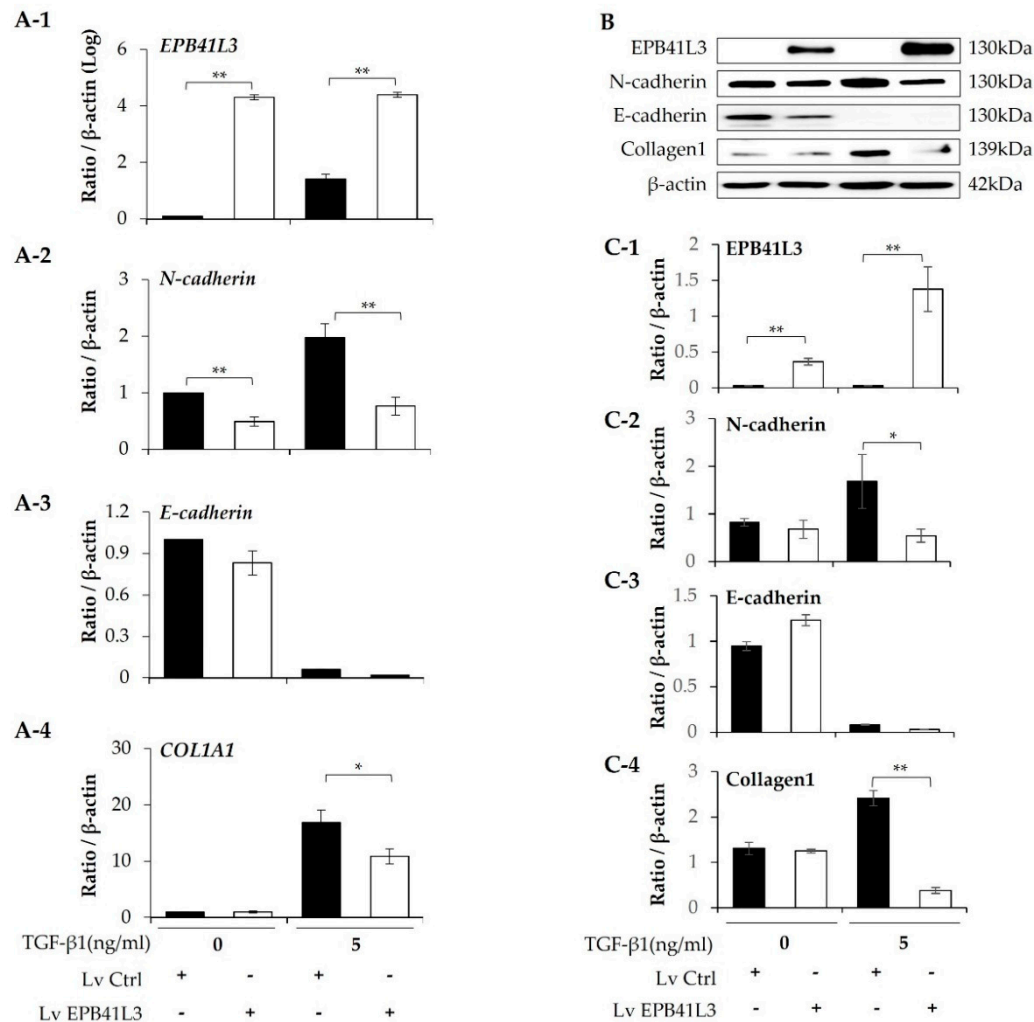 A-1
EPB41L3
Ratio / β-actin (Log)
6
4
2
0
**
**
A-2
N-cadherin
Ratio / β-actin
3
2
1
0
**
**
A-3
E-cadherin
Ratio / β-actin
1.2
0.9
0.6
0.3
0
A-4
COL1A1
Ratio / β-actin
30
20
10
0
*
TGF-β1(ng/ml) 0 5
Lv Ctrl + - + -
Lv EPB41L3 - + - +
B
EPB41L3 130kDa
N-cadherin 130kDa
E-cadherin 130kDa
Collagen1 139kDa
β-actin 42kDa
C-1
EPB41L3
Ratio / β-actin
2
1.5
1
0.5
0
**
**
C-2
N-cadherin
Ratio / β-actin
3
2
1
0
*
C-3
E-cadherin
Ratio / β-actin
1.5
1
0.5
0
C-4
Collagen1
Ratio / β-actin
3
2
1
0
**
TGF-β1(ng/ml) 0 5
Lv Ctrl + - + -
Lv EPB41L3 - + - +